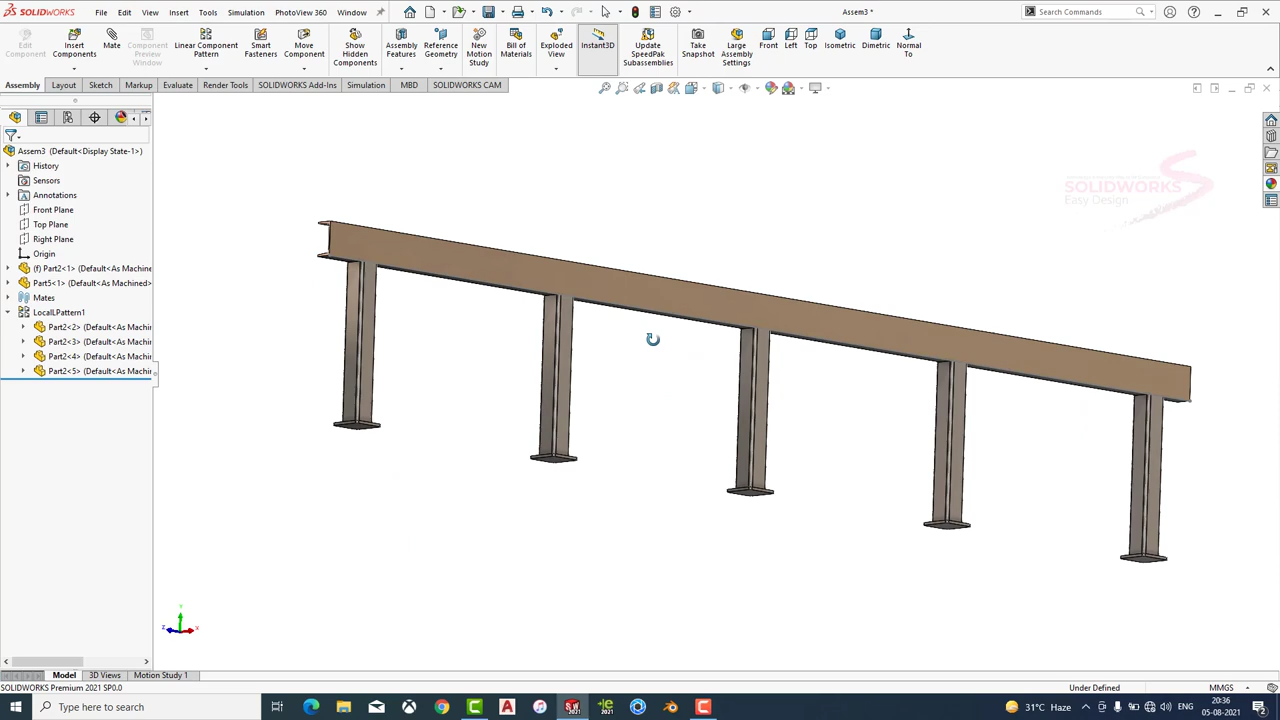 SOLIDWORKS File Edit View Insert Tools Simulation PhotoView 360 Window Assem3 * Search Commands
Edit Component
Insert Components
Mate
Component Preview Window
Linear Component Pattern
Smart Fasteners
Move Component
Show Hidden Components
Assembly Features
Reference Geometry
New Motion Study
Bill of Materials
Exploded View
Instant3D
Update SpeedPak Subassemblies
Take Snapshot
Large Assembly Settings
Front
Left
Top
Isometric
Dimetric
Normal To
Assembly Layout Sketch Markup Evaluate Render Tools SOLIDWORKS Add-Ins Simulation MBD SOLIDWORKS CAM
Assem3 (Default<Display State-1>)
History
Sensors
Annotations
Front Plane
Top Plane
Right Plane
Origin
(f) Part2<1> (Default<As Machine
Part5<1> (Default<As Machined>
Mates
LocalLPattern1
Part2<2> (Default<As Machin
Part2<3> (Default<As Machin
Part2<4> (Default<As Machin
Part2<5> (Default<As Machin
SOLIDWORKS
Easy Design
Y
Z
X
Model 3D Views Motion Study 1
SOLIDWORKS Premium 2021 SP0.0 Under Defined MMGS
Type here to search
31°C Haze ENG 20:36
05-08-2021